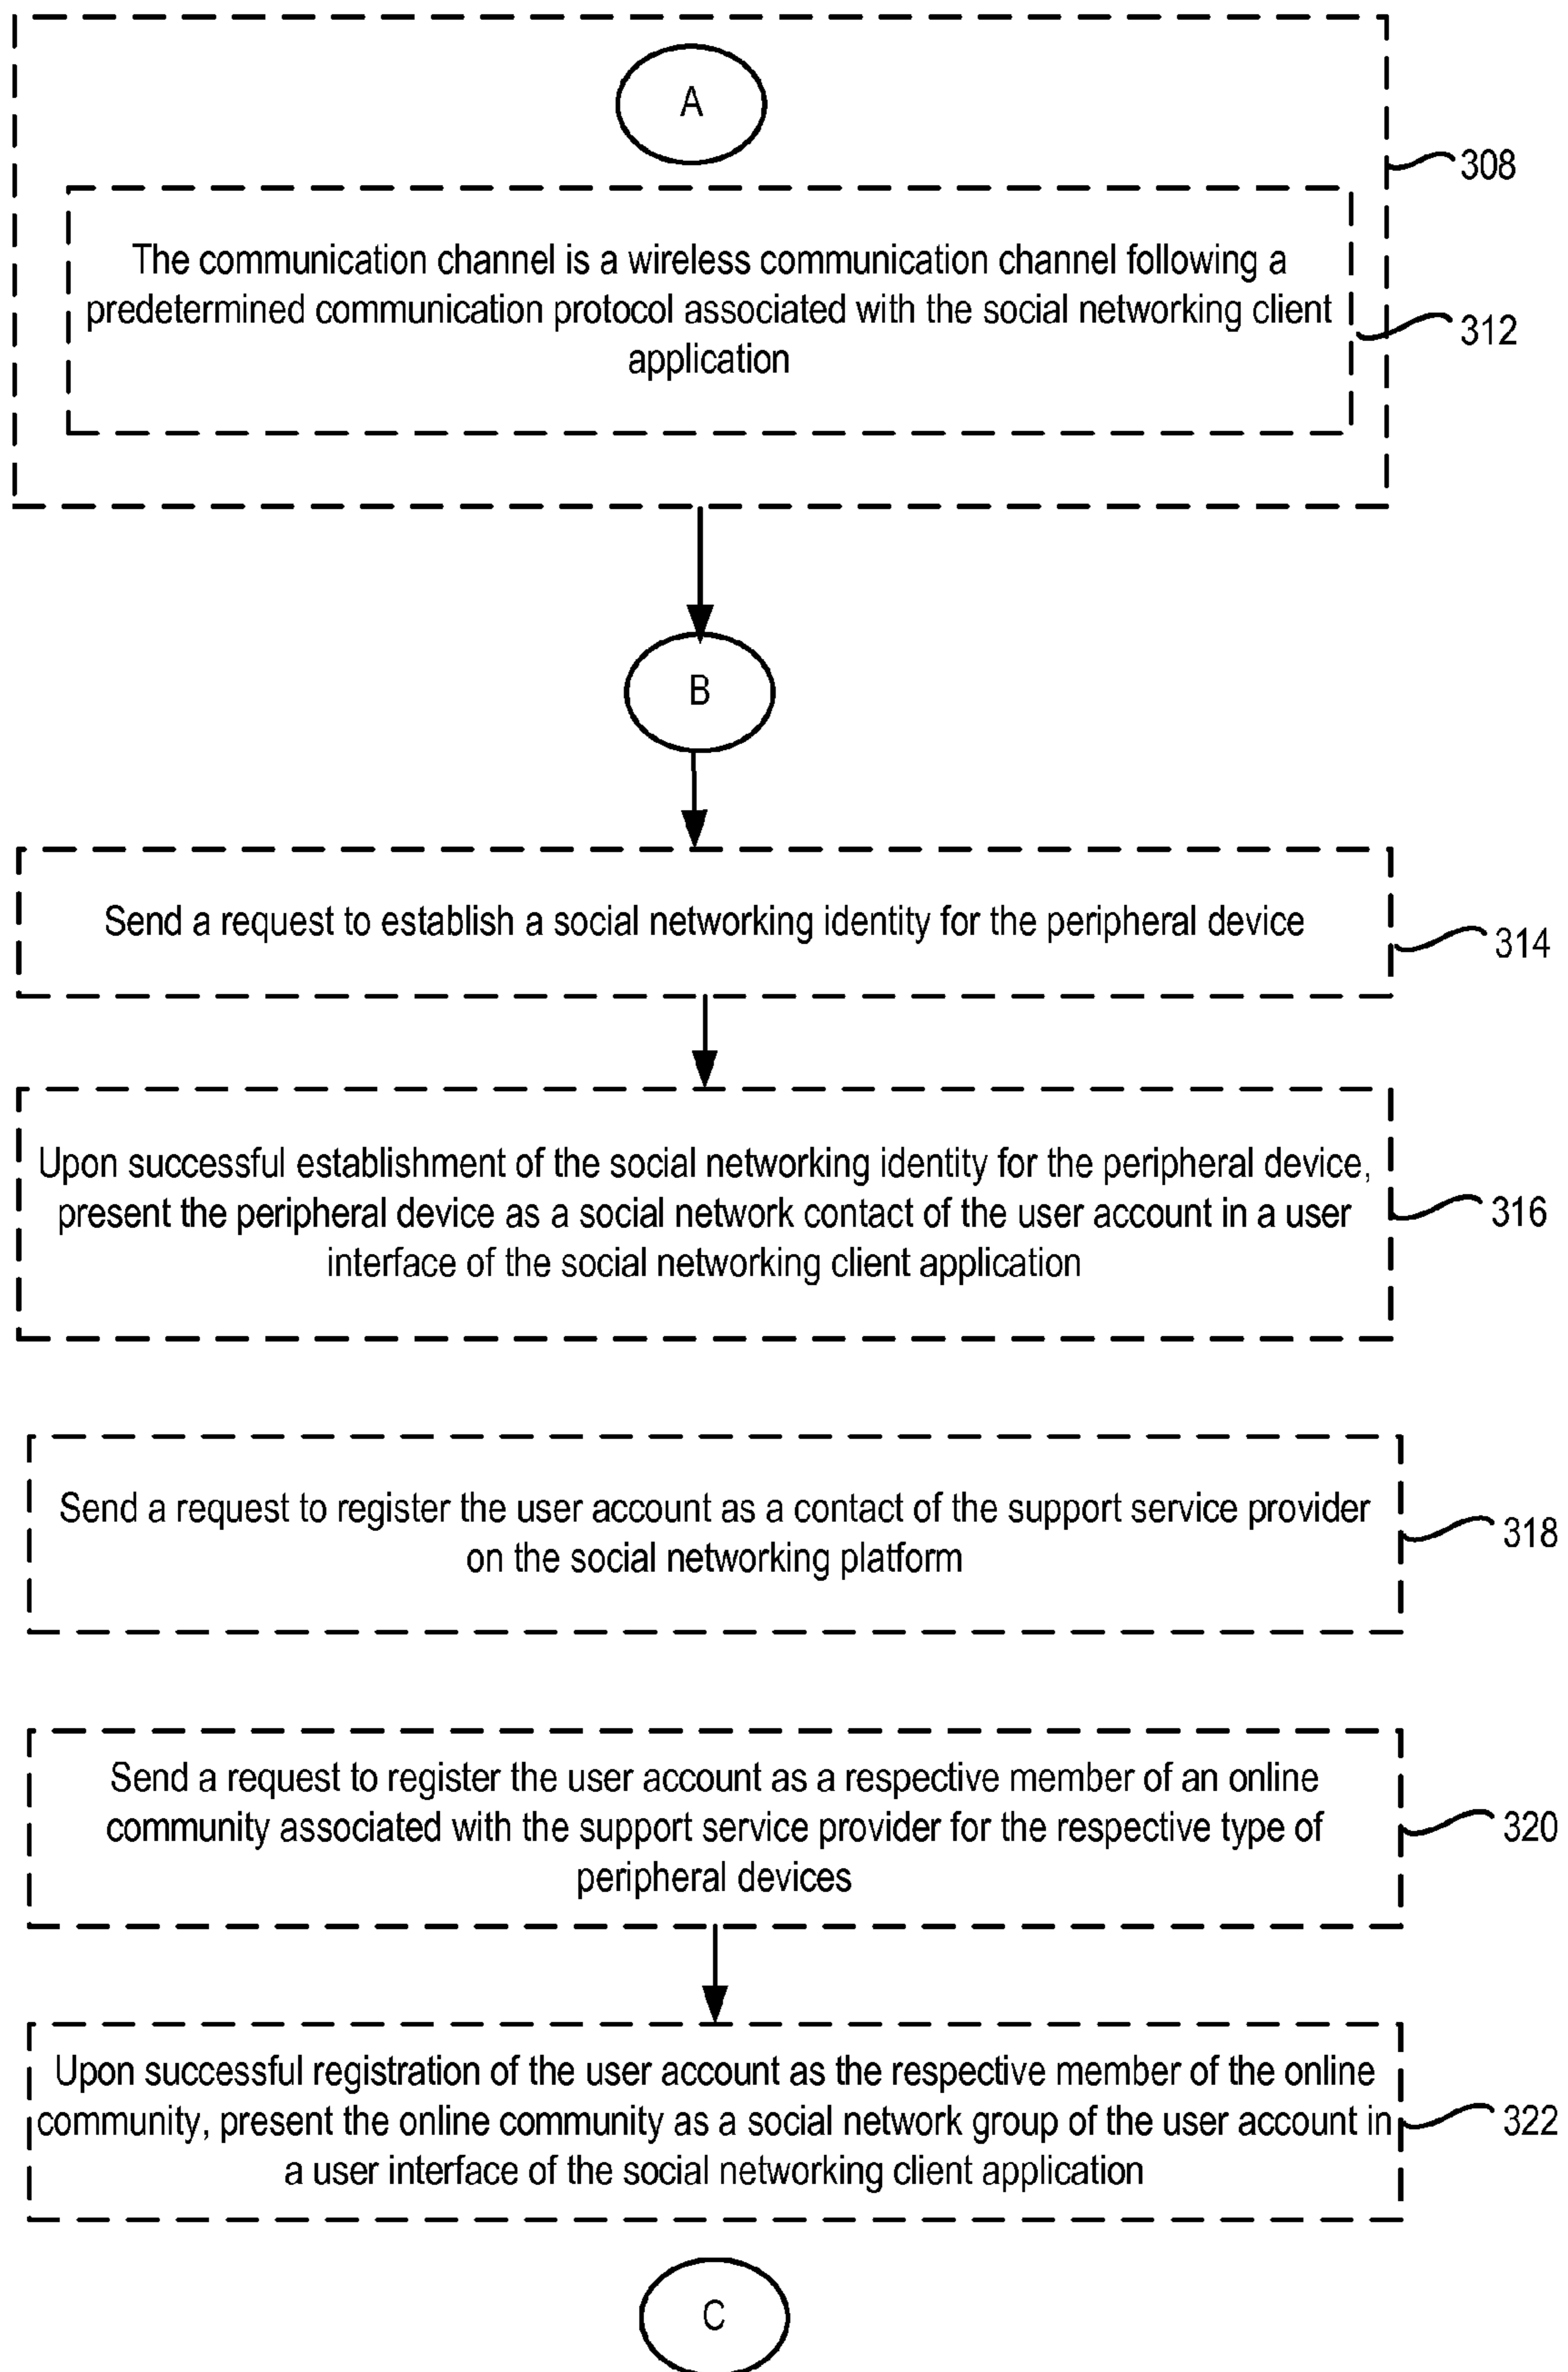 A
308
The communication channel is a wireless communication channel following a
predetermined communication protocol associated with the social networking client
application
312
B
Send a request to establish a social networking identity for the peripheral device
314
Upon successful establishment of the social networking identity for the peripheral device,
present the peripheral device as a social network contact of the user account in a user
interface of the social networking client application
316
Send a request to register the user account as a contact of the support service provider
on the social networking platform
318
Send a request to register the user account as a respective member of an online
community associated with the support service provider for the respective type of
peripheral devices
320
Upon successful registration of the user account as the respective member of the online
community, present the online community as a social network group of the user account in
a user interface of the social networking client application
322
C